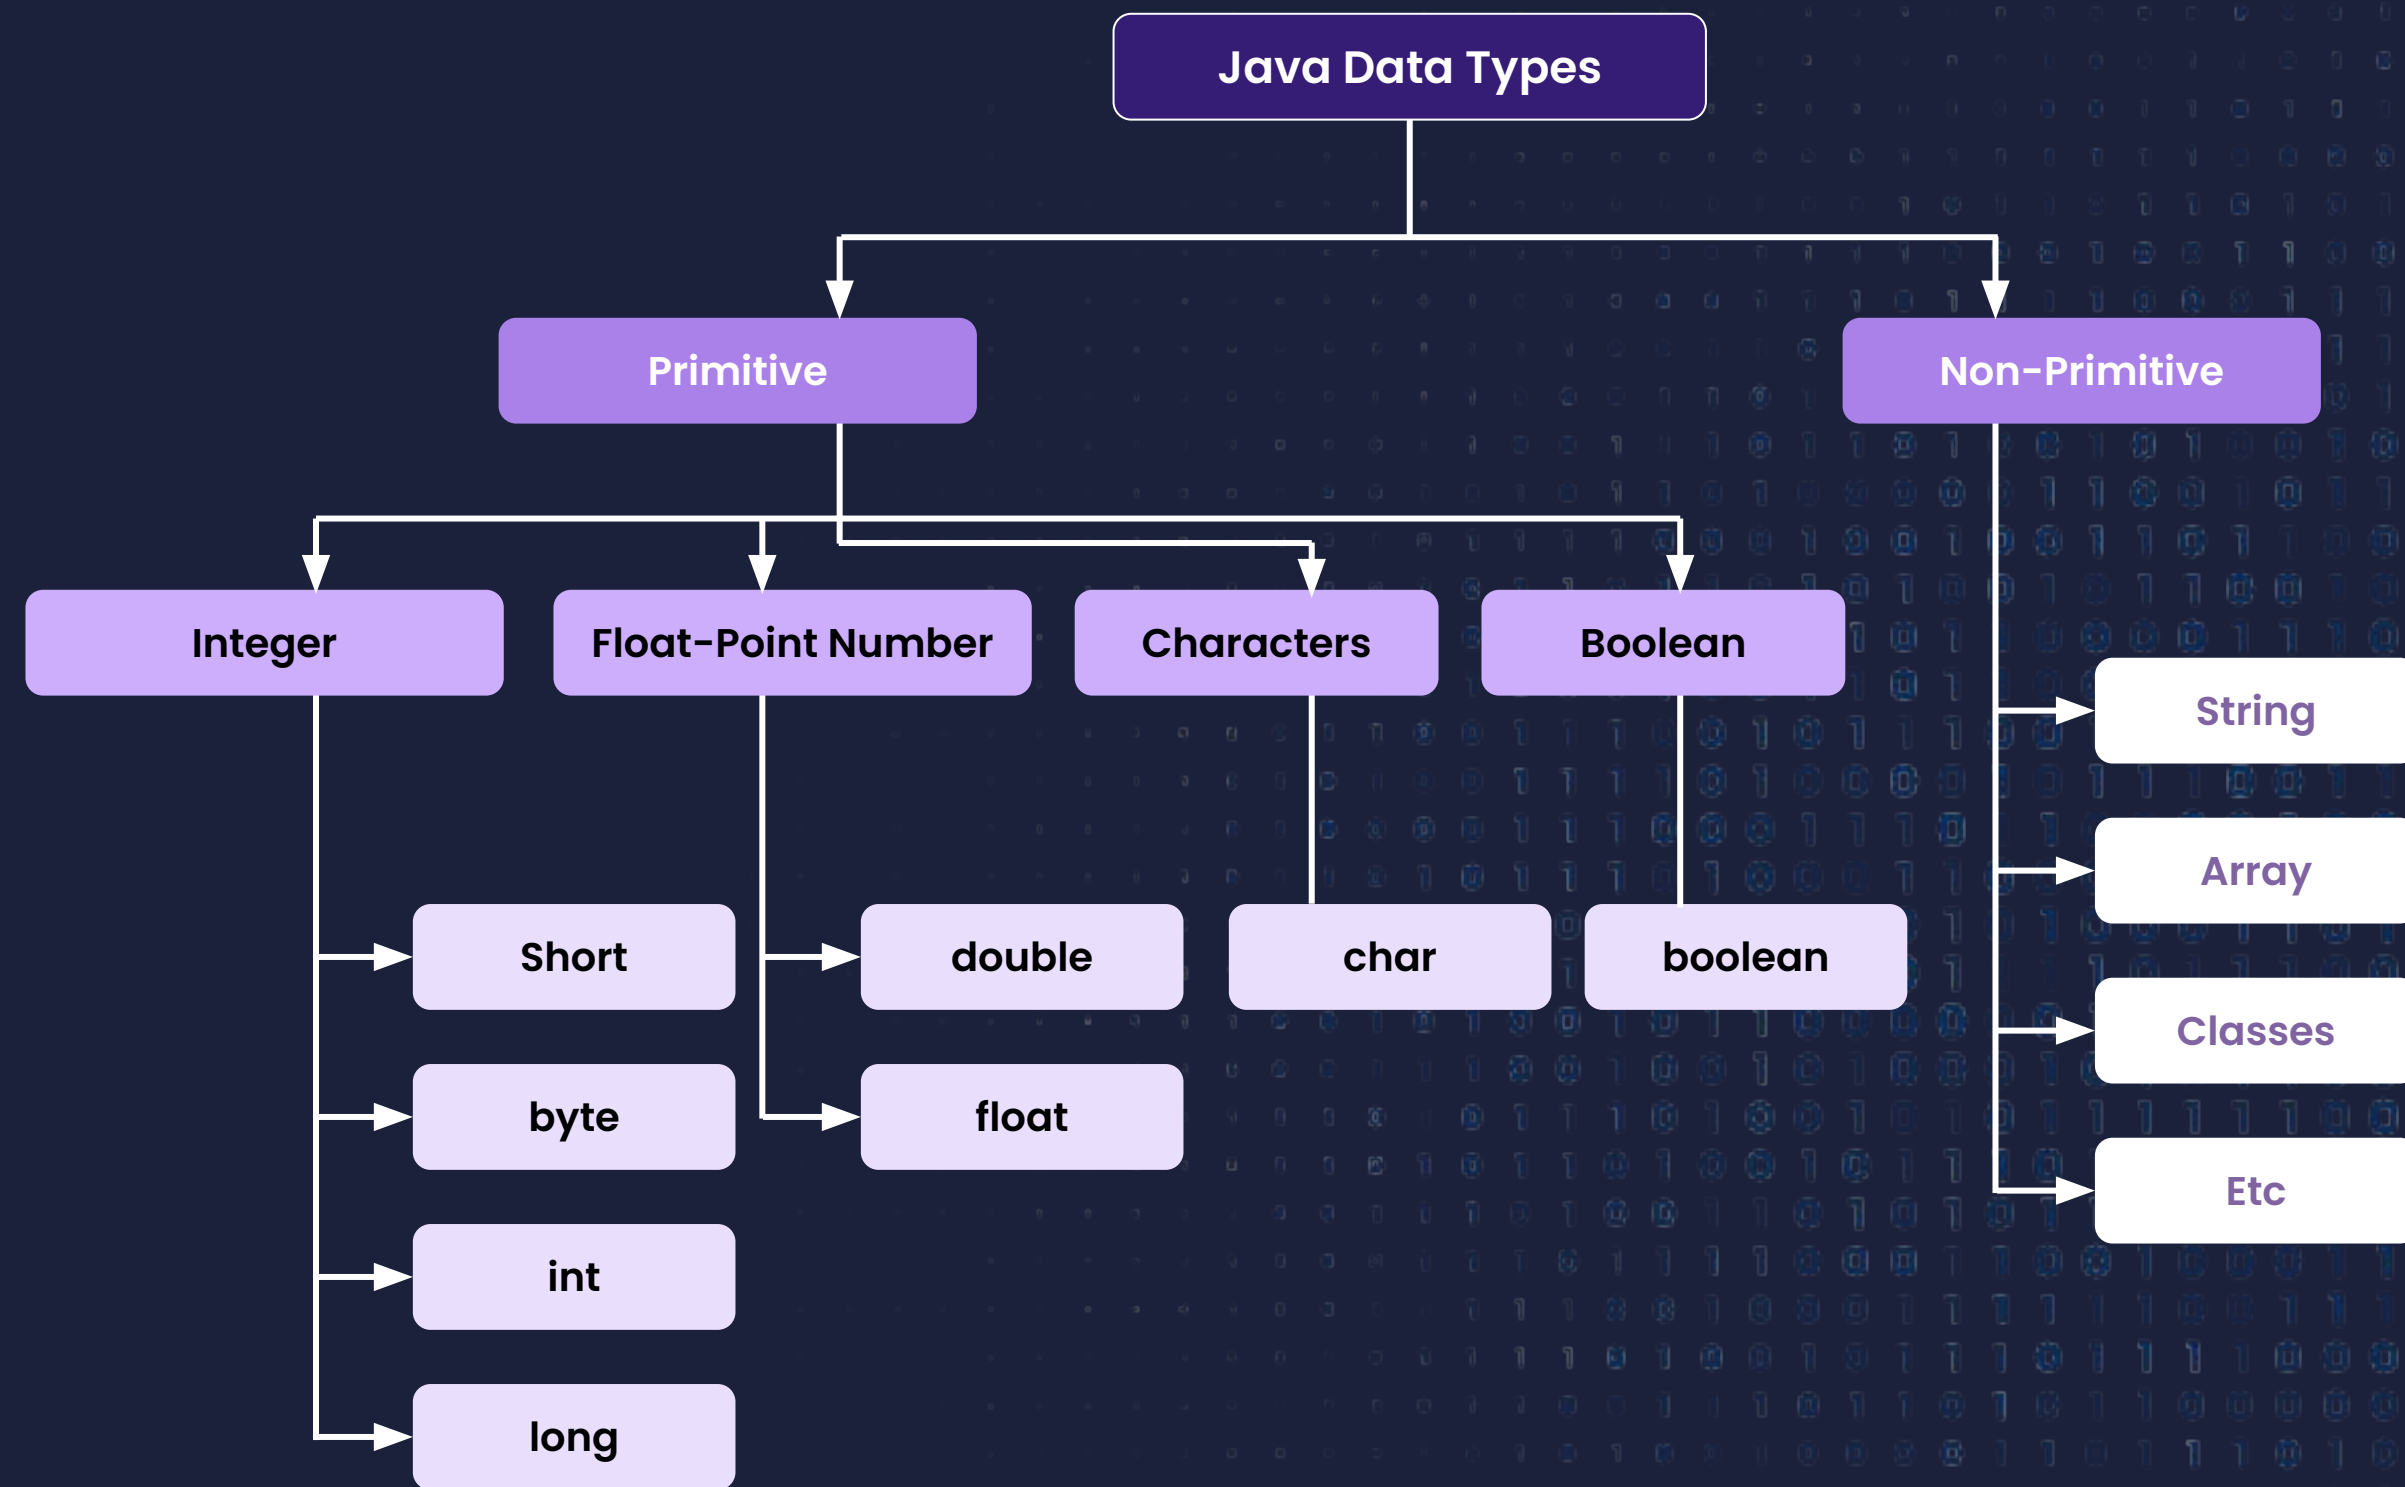 Java Data Types
Primitive
Non-Primitive
Integer
Float-Point Number
Characters
Boolean
String
Array
Classes
Etc
Short
byte
int
long
double
float
char
boolean